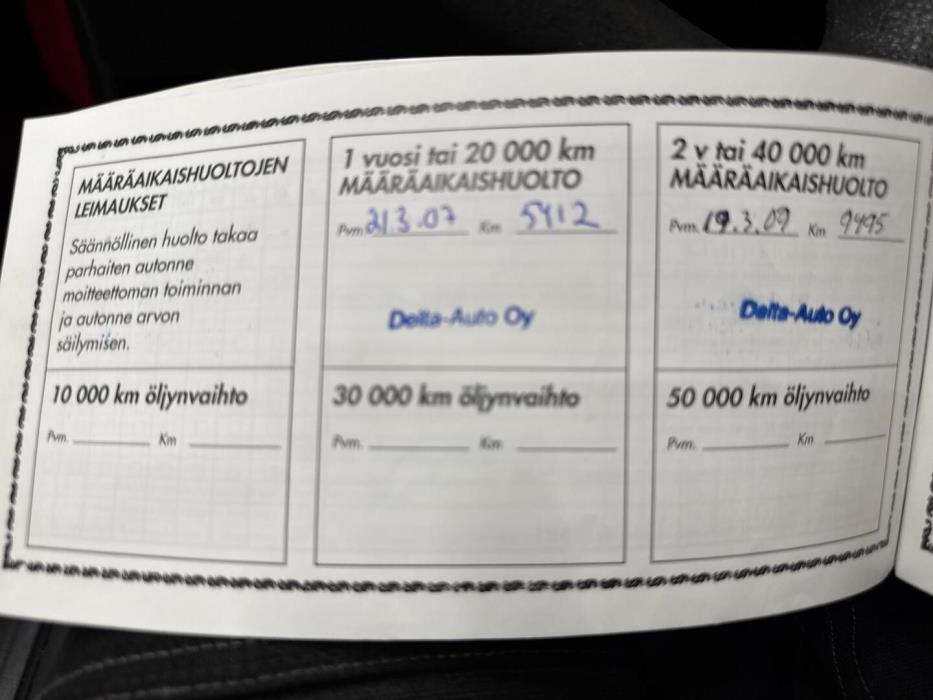 MÄÄRÄAIKAISHUOLTOJEN
LEIMAUKSET
Säännöllinen huolto takaa
parhaiten autonne
moitteettoman toiminnan
ja autonne arvon
säilymisen.
10 000 km öljynvaihto
Pvm. Km
1 vuosi tai 20 000 km
MÄÄRÄAIKAISHUOLTO
Pvm. 21.3.07 Km 5412
Delta-Auto Oy
30 000 km öljynvaihto
Pvm. Km
2 v tai 40 000 km
MÄÄRÄAIKAISHUOLTO
Pvm. 19.3.09 Km 9495
Delta-Auto Oy
50 000 km öljynvaihto
Pvm. Km